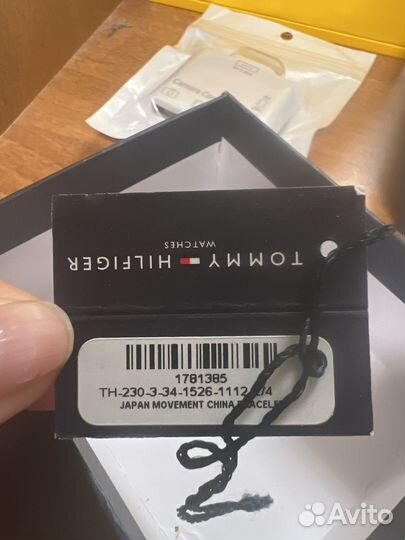 TOMMY HILFIGER
WATCHES
1781385
TH-230-3-34-1526-1112
JAPAN MOVEMENT CHINA
Avito